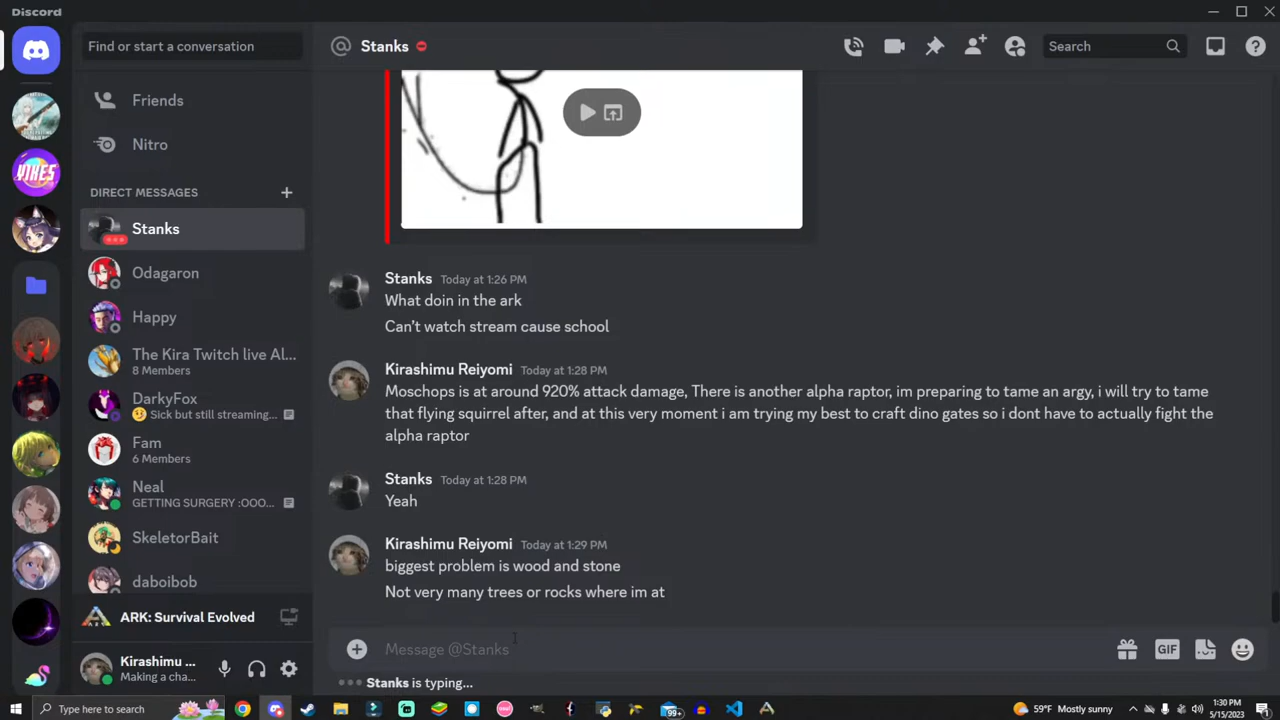 Discord
Find or start a conversation
Stanks
Search
Friends
Nitro
DIRECT MESSAGES
Stanks
Odagaron
Happy
The Kira Twitch live Al...
8 Members
DarkyFox
Sick but still streaming...
Fam
6 Members
Neal
GETTING SURGERY :OOO...
SkeletorBait
daboibob
ARK: Survival Evolved
Kirashimu ...
Making a cha...
YIKES
Stanks Today at 1:26 PM
What doin in the ark
Can't watch stream cause school
Kirashimu Reiyomi Today at 1:28 PM
Moschops is at around 920% attack damage, There is another alpha raptor, im preparing to tame an argy, i will try to tame
that flying squirrel after, and at this very moment i am trying my best to craft dino gates so i dont have to actually fight the
alpha raptor
Stanks Today at 1:28 PM
Yeah
Kirashimu Reiyomi Today at 1:29 PM
biggest problem is wood and stone
Not very many trees or rocks where im at
Message @Stanks
GIF
Stanks is typing...
Type here to search
99+
59°F Mostly sunny
1:30 PM
5/15/2023